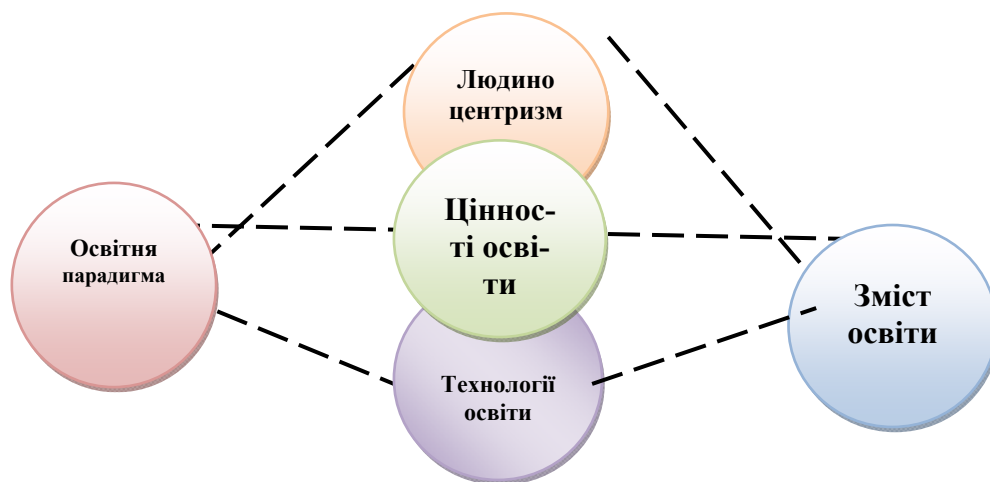 Людино
центризм
Ціннос-
ті осві-
ти
Освітня
парадигма
Зміст
освіти
Технології
освіти